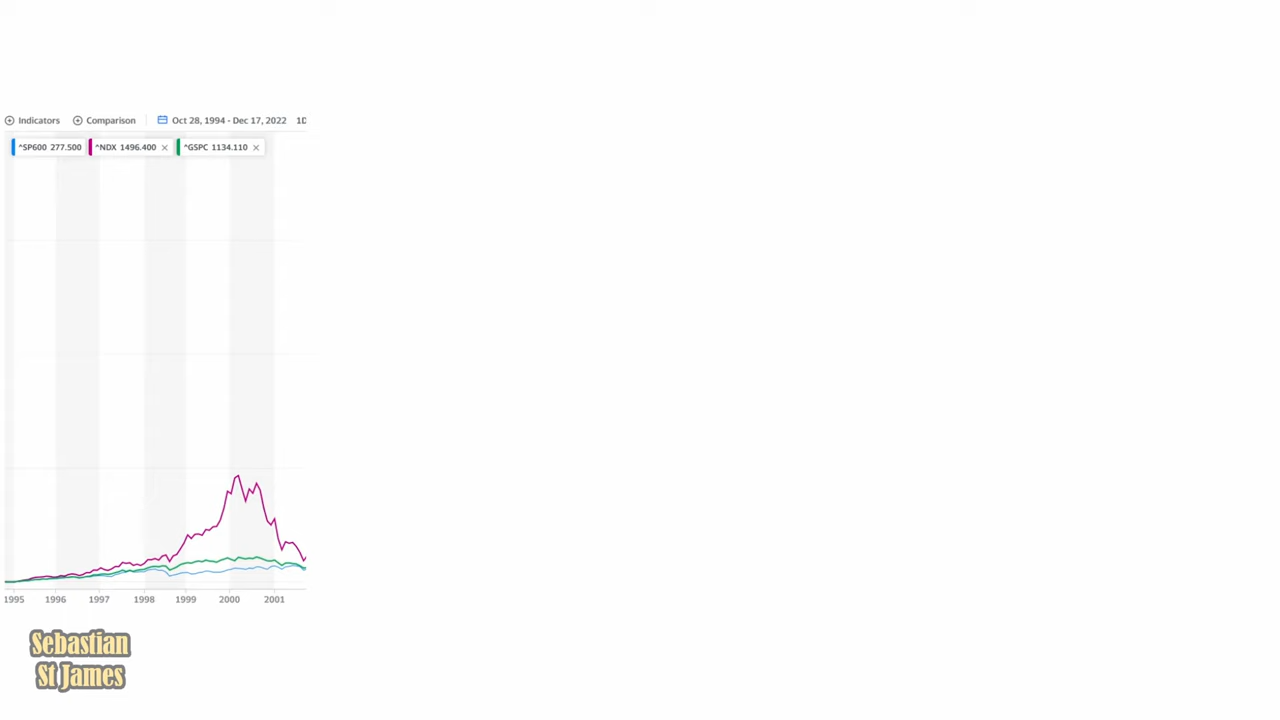 Indicators Comparison Oct 28, 1994 - Dec 17, 2022 1D
^SP600 277.500 ^NDX 1496.400 ^GSPC 1134.110
1995 1996 1997 1998 1999 2000 2001
Sebastian
St James